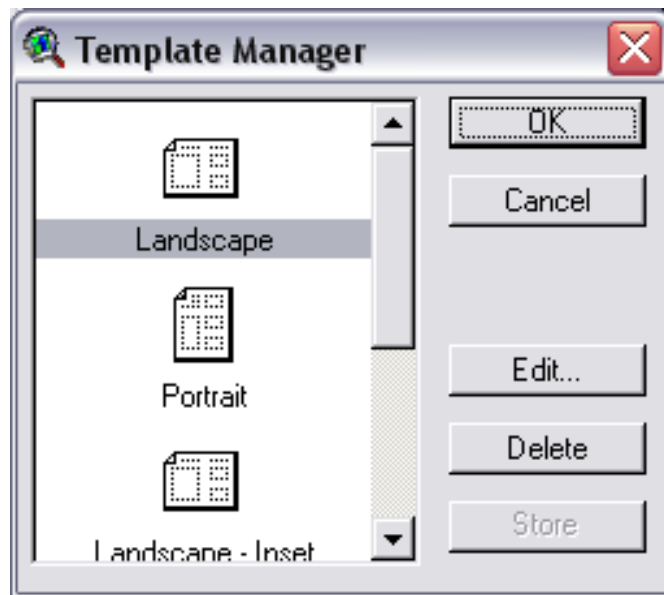 Template Manager
OK
Landscape
Cancel
Portrait
Edit...
Delete
Landscape - Inset
Store